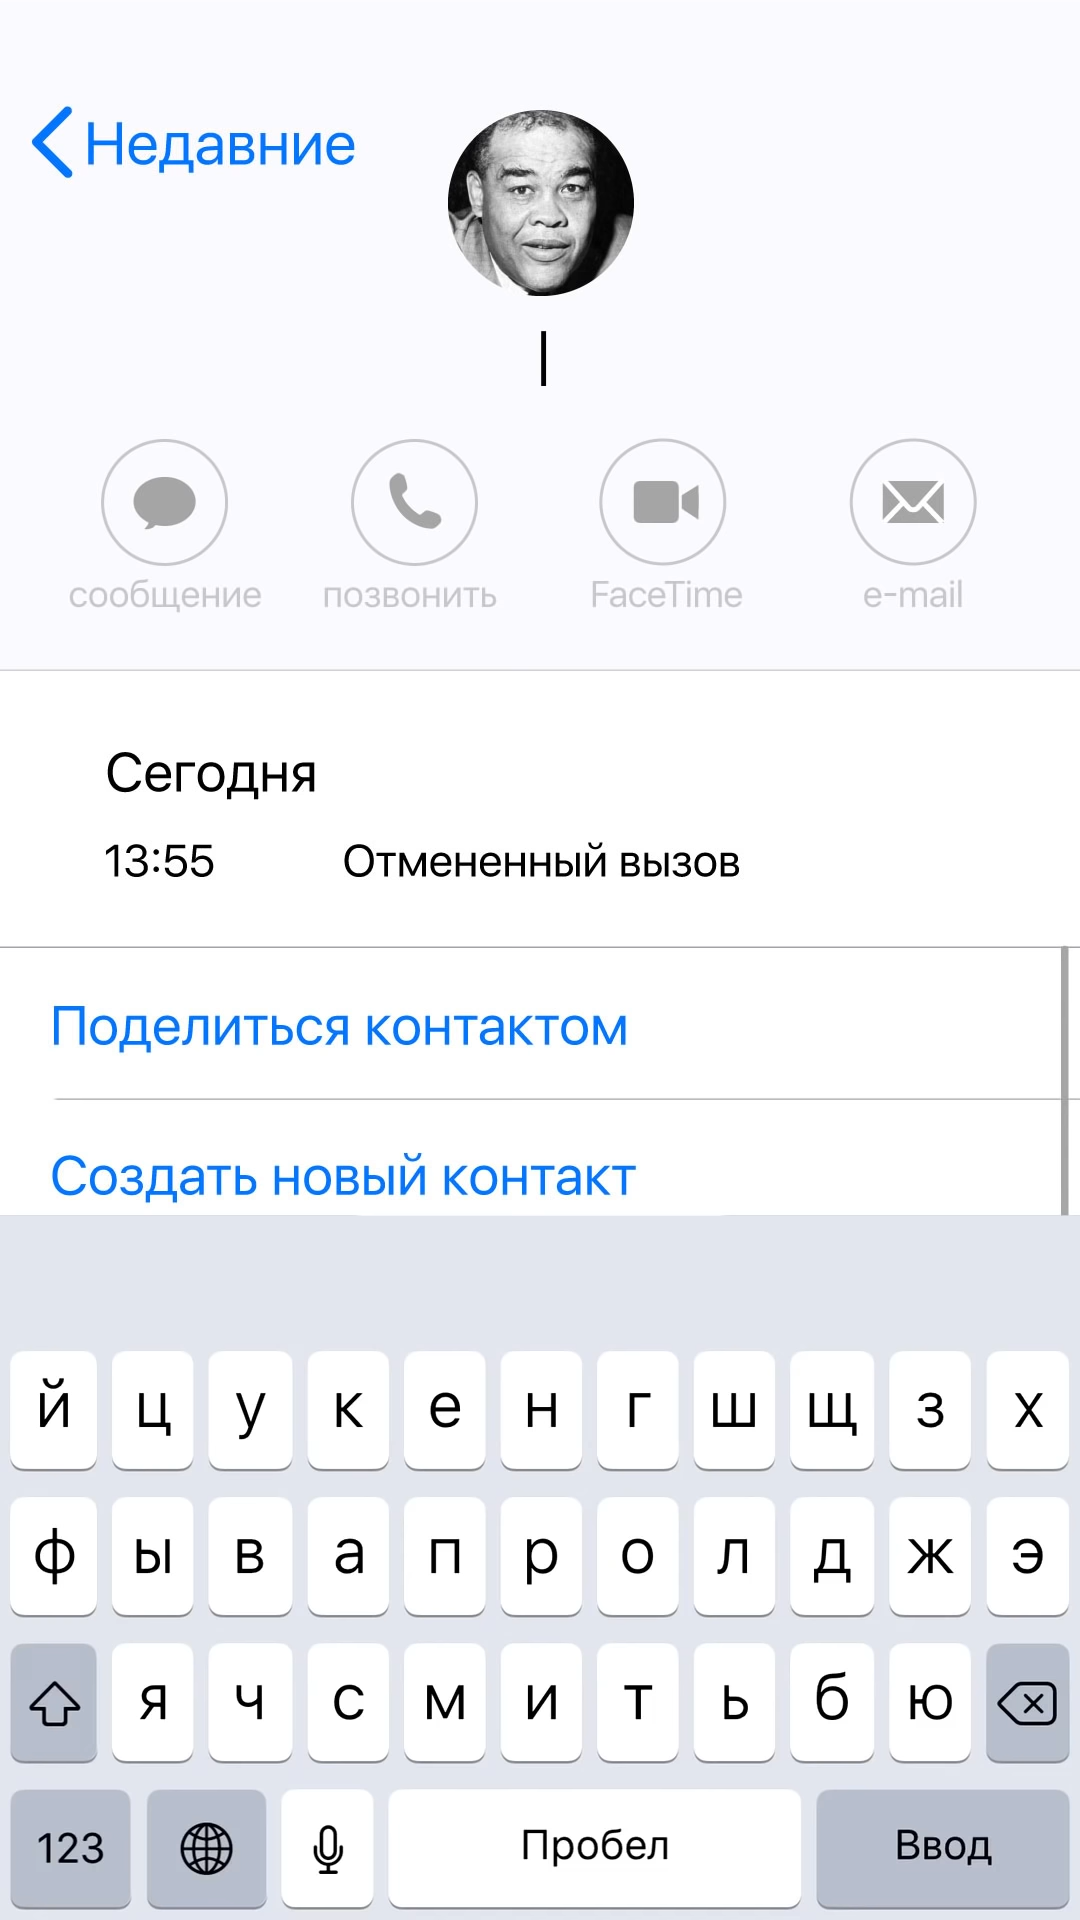 Недавние
сообщение позвонить FaceTime e-mail
Сегодня
13:55 Отмененный вызов
Поделиться контактом
Создать новый контакт
й ц у к е н г ш щ з х
ф ы в а п р о л д ж э
я ч с м и т ь б ю
123 Пробел Ввод